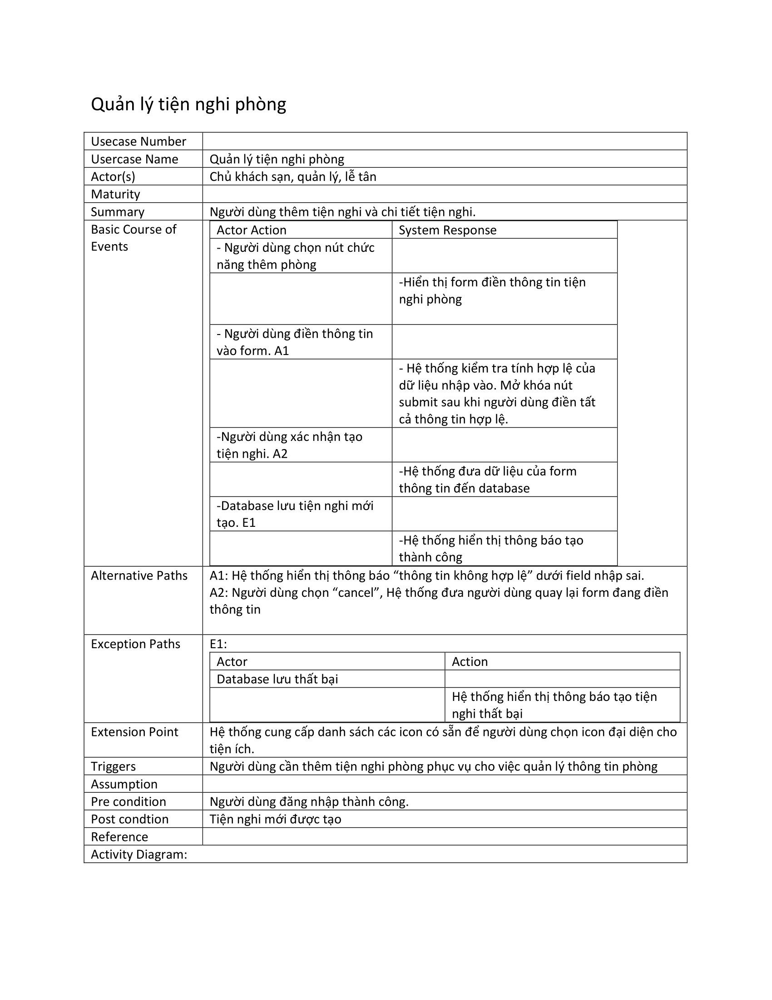 Quản lý tiện nghi phòng
Usecase Number
Usercase Name
Quản lý tiện nghi phòng
Actor(s)
Chủ khách sạn, quản lý, lễ tân
Maturity
Summary
Người dùng thêm tiện nghi và chi tiết tiện nghi.
Basic Course of
Events
Actor Action
System Response
- Người dùng chọn nút chức
năng thêm phòng
-Hiển thị form điền thông tin tiện
nghi phòng
- Người dùng điền thông tin
vào form. A1
- Hệ thống kiểm tra tính hợp lệ của
dữ liệu nhập vào. Mở khóa nút
submit sau khi người dùng điền tất
cả thông tin hợp lệ.
-Người dùng xác nhận tạo
tiện nghi. A2
-Hệ thống đưa dữ liệu của form
thông tin đến database
-Database lưu tiện nghi mới
tạo. E1
-Hệ thống hiển thị thông báo tạo
thành công
Alternative Paths
A1: Hệ thống hiển thị thông báo “thông tin không hợp lệ” dưới field nhập sai.
A2: Người dùng chọn “cancel”, Hệ thống đưa người dùng quay lại form đang điền
thông tin
Exception Paths
E1:
Actor
Action
Database lưu thất bại
Hệ thống hiển thị thông báo tạo tiện
nghi thất bại
Extension Point
Hệ thống cung cấp danh sách các icon có sẵn để người dùng chọn icon đại diện cho
tiện ích.
Triggers
Người dùng cần thêm tiện nghi phòng phục vụ cho việc quản lý thông tin phòng
Assumption
Pre condition
Người dùng đăng nhập thành công.
Post condtion
Tiện nghi mới được tạo
Reference
Activity Diagram: